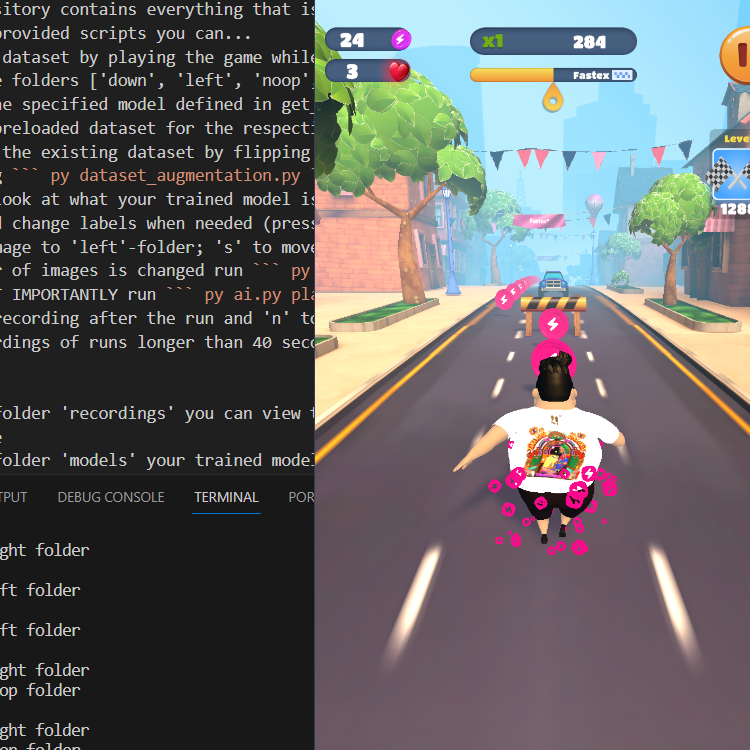 sitory contains everything that is
provided scripts you can...
dataset by playing the game while
e folders ['down', 'left', 'noop',
he specified model defined in get_
preloaded dataset for the respecti
the existing dataset by flipping
g ``` py dataset_augmentation.py
look at what your trained model is
d change labels when needed (press
mage to 'left'-folder; 's' to move
r of images is changed run ``` py
T IMPORTANTLY run ``` py ai.py pla
recording after the run and 'n' to
rdings of runs longer than 40 seco
folder 'recordings' you can view t
e
folder 'models' your trained model
TPUT DEBUG CONSOLE TERMINAL POR
ght folder
ft folder
ft folder
ght folder
op folder
ght folder
op folder
24
3
x1 284
Fastex
Level
128
Fastex